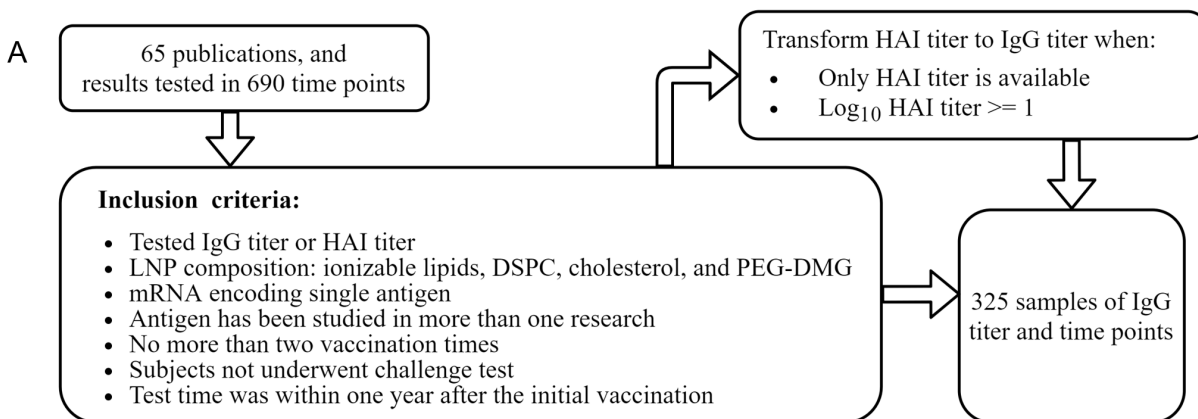 A
65 publications, and
results tested in 690 time points
Transform HAI titer to IgG titer when:
• Only HAI titer is available
• Log10 HAI titer >= 1
Inclusion criteria:
• Tested IgG titer or HAI titer
• LNP composition: ionizable lipids, DSPC, cholesterol, and PEG-DMG
• mRNA encoding single antigen
• Antigen has been studied in more than one research
• No more than two vaccination times
• Subjects not underwent challenge test
• Test time was within one year after the initial vaccination
325 samples of IgG
titer and time points